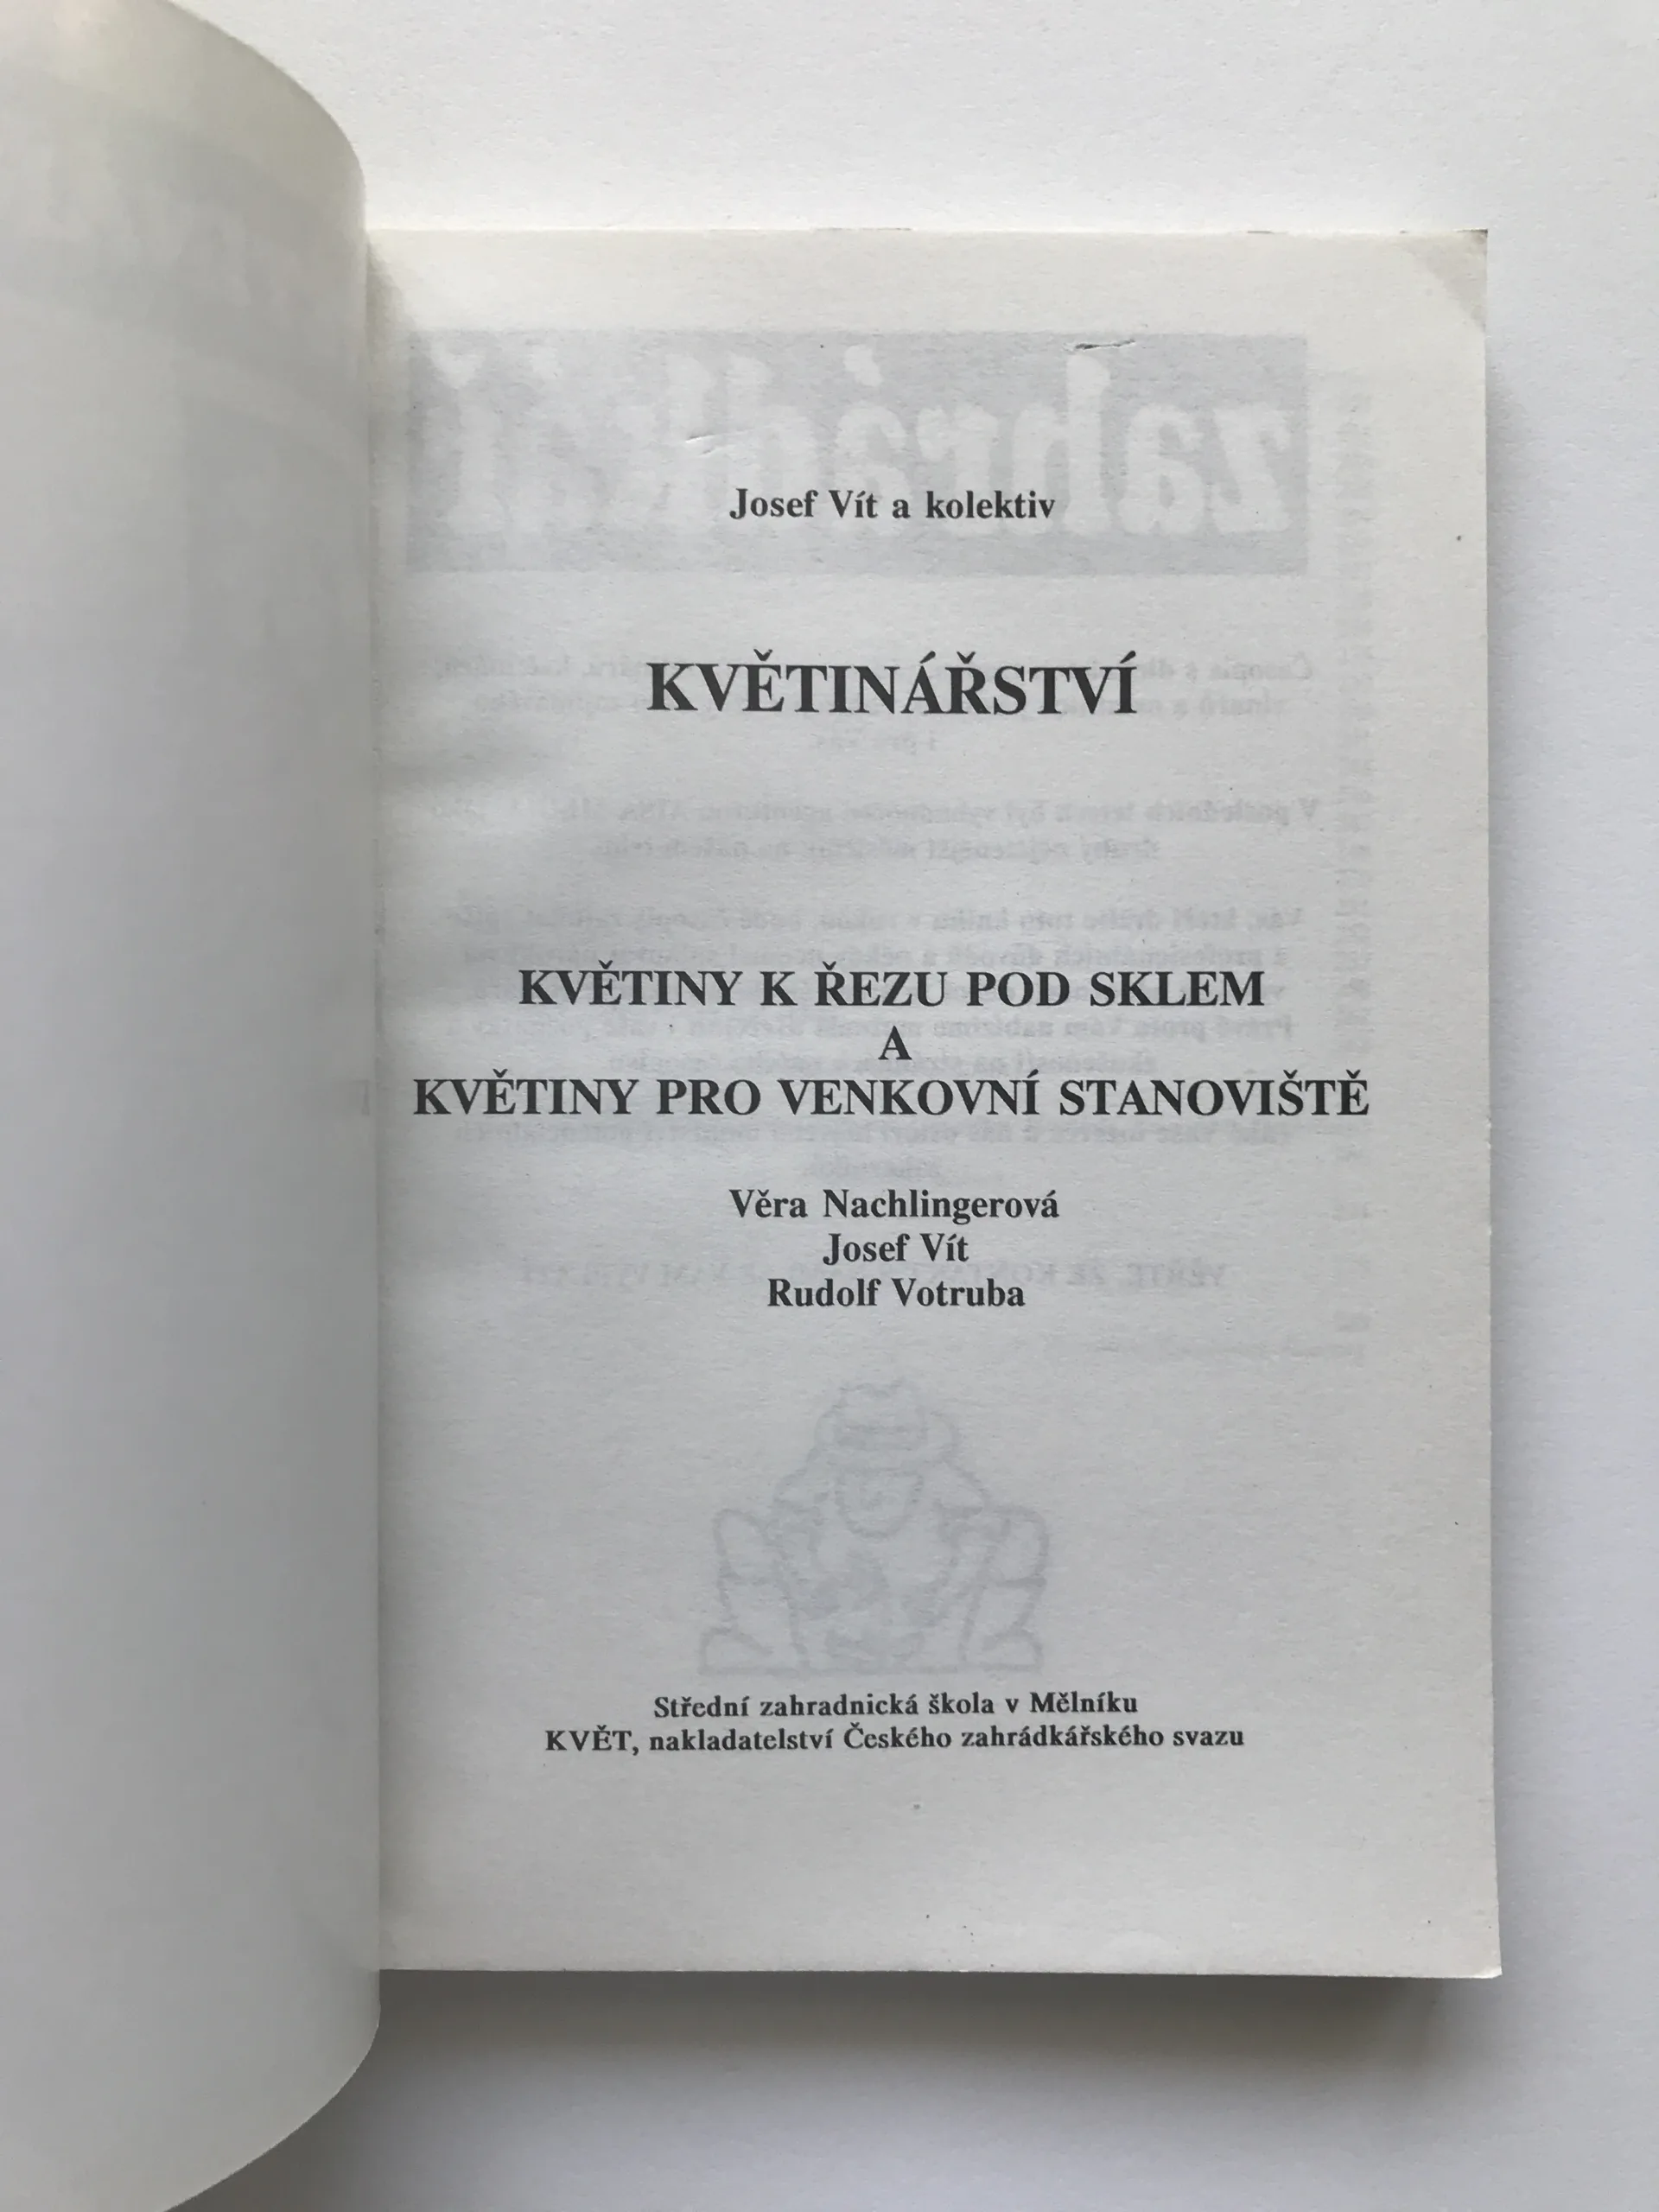 Josef Vít a kolektiv
KVĚTINÁŘSTVÍ
KVĚTINY K ŘEZU POD SKLEM
A
KVĚTINY PRO VENKOVNÍ STANOVIŠTĚ
Věra Nachlingerová
Josef Vít
Rudolf Votruba
Střední zahradnická škola v Mělníku
KVĚT, nakladatelství Českého zahrádkářského svazu